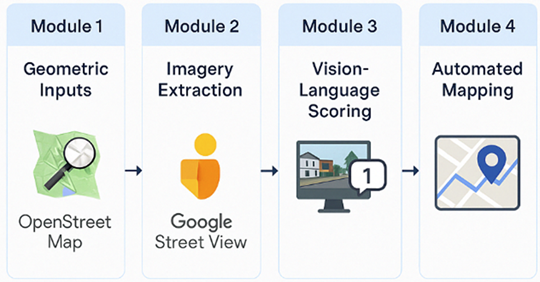 Module 1
Geometric
Inputs
OpenStreet
Map
Module 2
Imagery
Extraction
Google
Street View
Module 3
Vision-
Language
Scoring
1
Module 4
Automated
Mapping